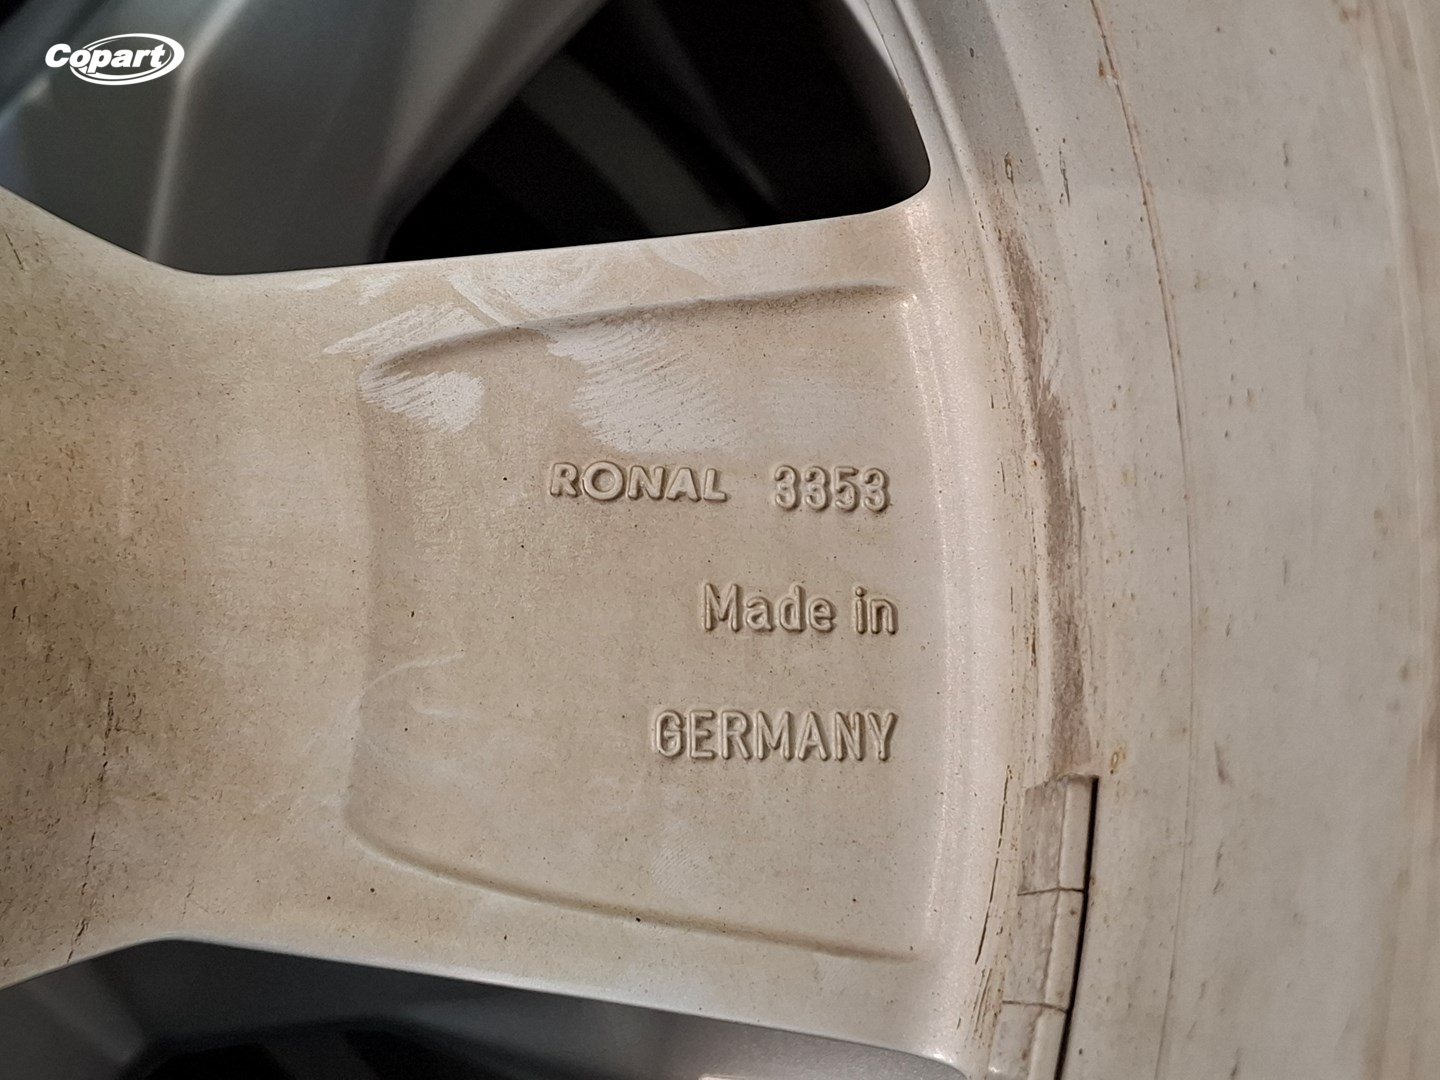 Copart
RONAL 3353
Made in
GERMANY